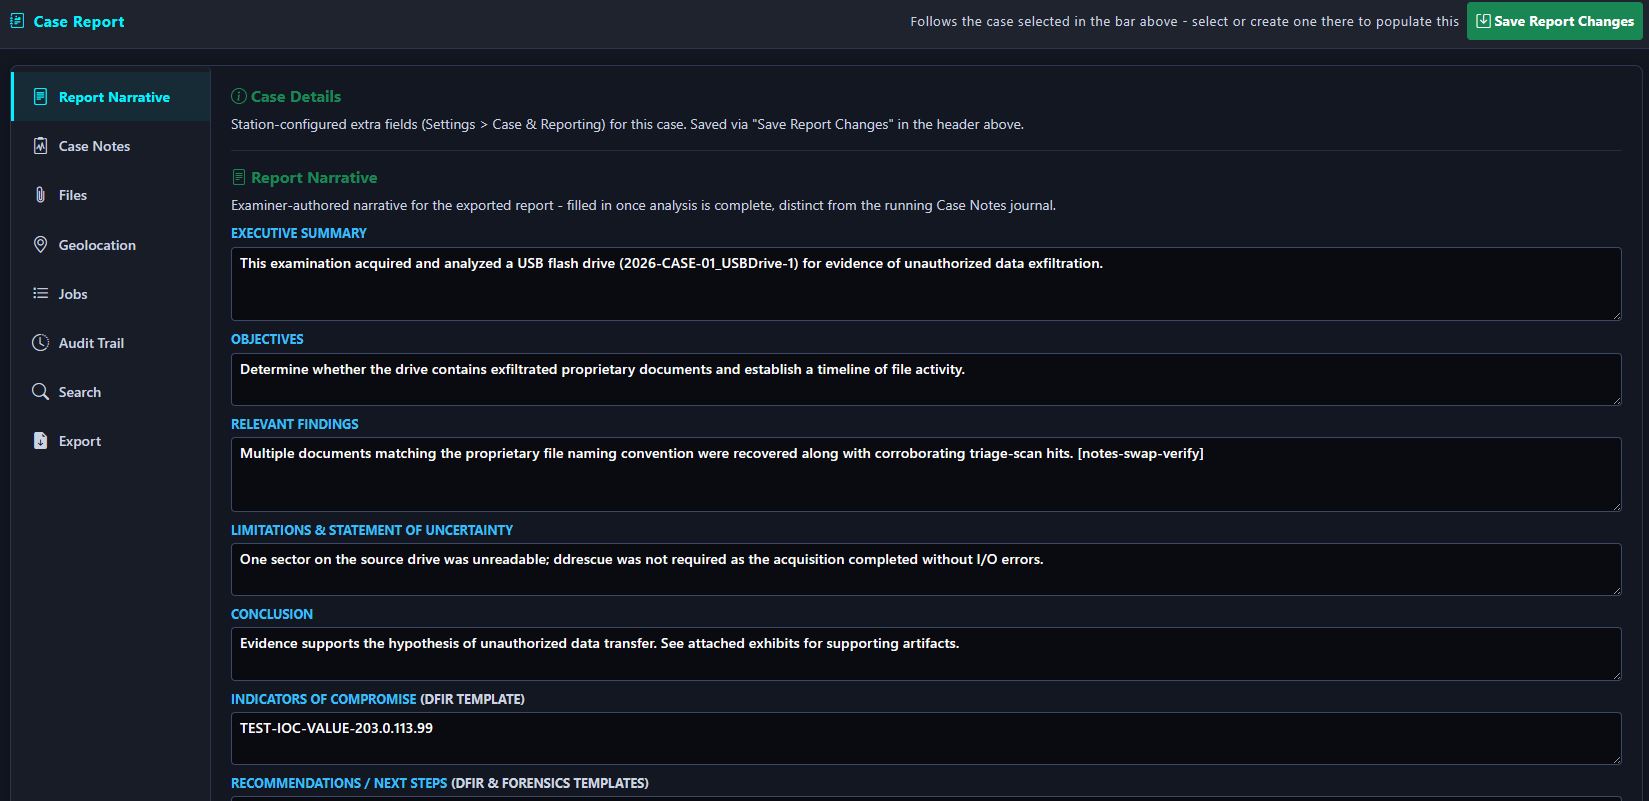 Case Report
Follows the case selected in the bar above - select or create one there to populate this
Save Report Changes
Report Narrative
Case Notes
Files
Geolocation
Jobs
Audit Trail
Search
Export
Case Details
Station-configured extra fields (Settings > Case & Reporting) for this case. Saved via "Save Report Changes" in the header above.
Report Narrative
Examiner-authored narrative for the exported report - filled in once analysis is complete, distinct from the running Case Notes journal.
EXECUTIVE SUMMARY
This examination acquired and analyzed a USB flash drive (2026-CASE-01_USBDrive-1) for evidence of unauthorized data exfiltration.
OBJECTIVES
Determine whether the drive contains exfiltrated proprietary documents and establish a timeline of file activity.
RELEVANT FINDINGS
Multiple documents matching the proprietary file naming convention were recovered along with corroborating triage-scan hits. [notes-swap-verify]
LIMITATIONS & STATEMENT OF UNCERTAINTY
One sector on the source drive was unreadable; ddrescue was not required as the acquisition completed without I/O errors.
CONCLUSION
Evidence supports the hypothesis of unauthorized data transfer. See attached exhibits for supporting artifacts.
INDICATORS OF COMPROMISE (DFIR TEMPLATE)
TEST-IOC-VALUE-203.0.113.99
RECOMMENDATIONS / NEXT STEPS (DFIR & FORENSICS TEMPLATES)